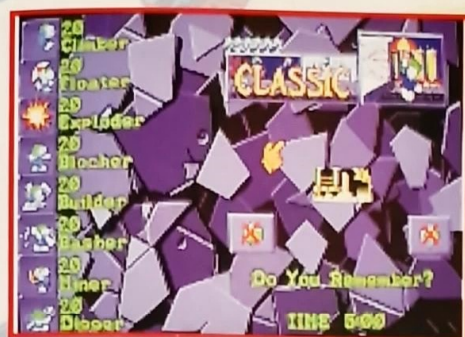 20
Climber
20
Floater
20
Exploder
20
Blocker
20
Builder
20
Basher
20
Miner
20
Digger
CLASSIC
Do You Remember?
TIME 5:00